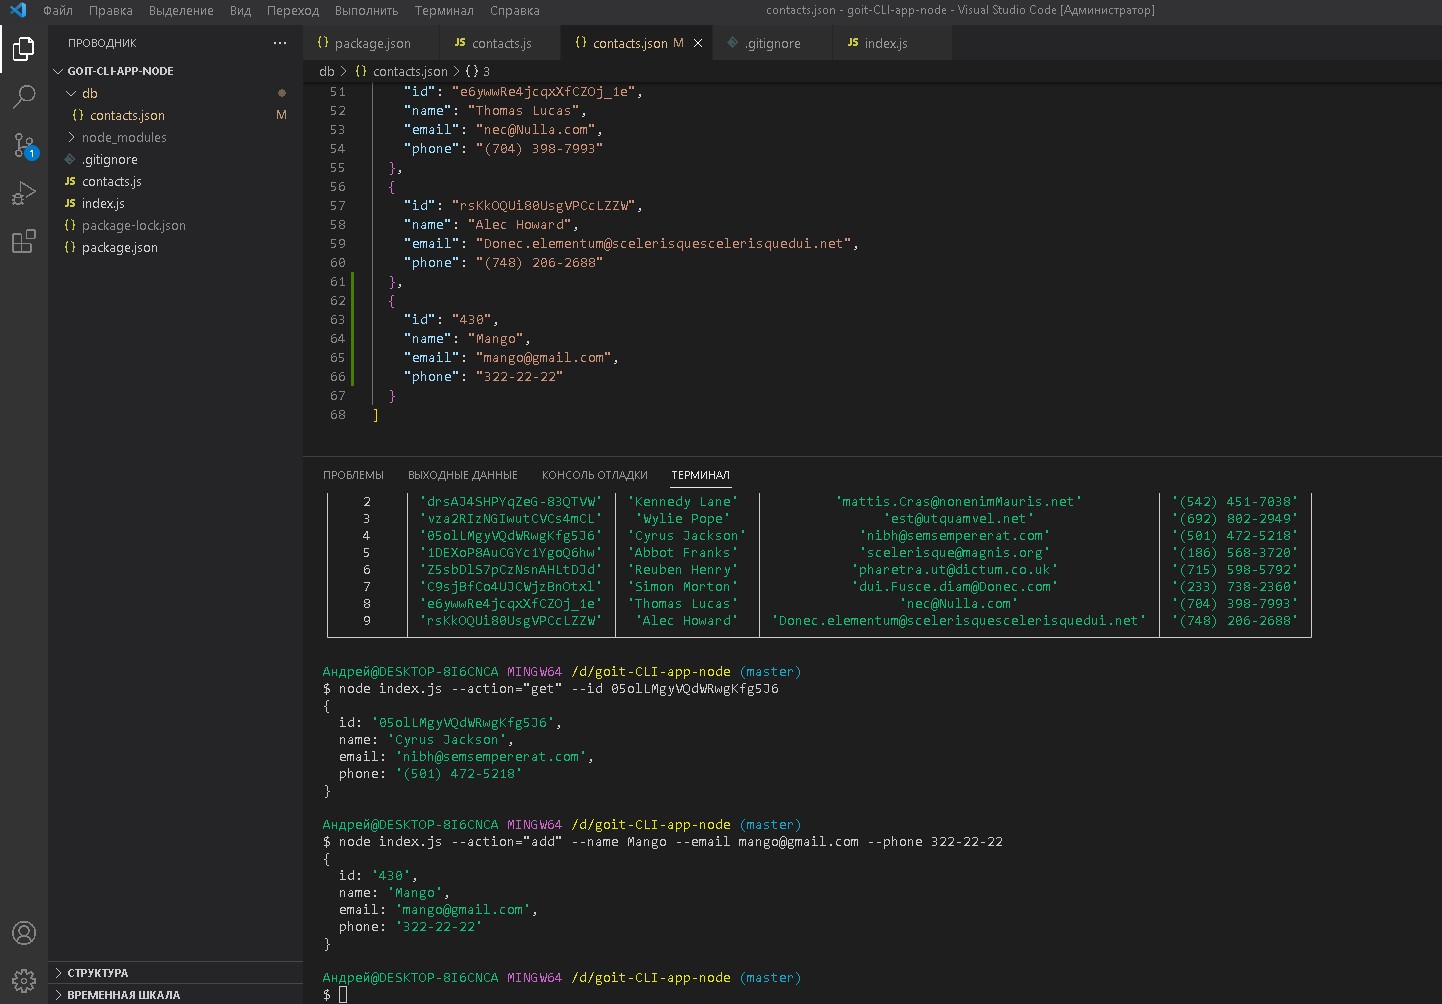 Файл Правка Выделение Вид Переход Выполнить Терминал Справка contacts.json - goit-CLI-app-node - Visual Studio Code [Администратор]
ПРОВОДНИК ...
GOIT-CLI-APP-NODE
db
{} contacts.json M
node_modules
.gitignore
JS contacts.js
JS index.js
{} package-lock.json
{} package.json
1
СТРУКТУРА
ВРЕМЕННАЯ ШКАЛА
{} package.json JS contacts.js {} contacts.json M × .gitignore JS index.js
db > {} contacts.json > {} 3
51 "id": "e6ywwRe4jcqxXfCZOj_1e",
52 "name": "Thomas Lucas",
53 "email": "nec@Nulla.com",
54 "phone": "(704) 398-7993"
55 },
56 {
57 "id": "rsKkOQUi80UsgVPCcLZZW",
58 "name": "Alec Howard",
59 "email": "Donec.elementum@scelerisquescelerisquedui.net",
60 "phone": "(748) 206-2688"
61 },
62 {
63 "id": "430",
64 "name": "Mango",
65 "email": "mango@gmail.com",
66 "phone": "322-22-22"
67 }
68 ]
ПРОБЛЕМЫ ВЫХОДНЫЕ ДАННЫЕ КОНСОЛЬ ОТЛАДКИ ТЕРМИНАЛ
2 'drsAJ4SHPYqZeG-83QTVW' 'Kennedy Lane' 'mattis.Cras@nonenimMauris.net' '(542) 451-7038'
3 'vza2RIzNGIwutCVCs4mCL' 'Wylie Pope' 'est@utquamvel.net' '(692) 802-2949'
4 '05olLMgyVQdWRwgKfg5J6' 'Cyrus Jackson' 'nibh@semsempererat.com' '(501) 472-5218'
5 '1DEXoP8AuCGYc1YgoQ6hw' 'Abbot Franks' 'scelerisque@magnis.org' '(186) 568-3720'
6 'Z5sbDlS7pCzNsnAHLtDJd' 'Reuben Henry' 'pharetra.ut@dictum.co.uk' '(715) 598-5792'
7 'C9sjBfCo4UJCWjzBnOtxl' 'Simon Morton' 'dui.Fusce.diam@Donec.com' '(233) 738-2360'
8 'e6ywwRe4jcqxXfCZOj_1e' 'Thomas Lucas' 'nec@Nulla.com' '(704) 398-7993'
9 'rsKkOQUi80UsgVPCcLZZW' 'Alec Howard' 'Donec.elementum@scelerisquescelerisquedui.net' '(748) 206-2688'
Андрей@DESKTOP-8I6CNCA MINGW64 /d/goit-CLI-app-node (master)
$ node index.js --action="get" --id 05olLMgyVQdWRwgKfg5J6
{
id: '05olLMgyVQdWRwgKfg5J6',
name: 'Cyrus Jackson',
email: 'nibh@semsempererat.com',
phone: '(501) 472-5218'
}
Андрей@DESKTOP-8I6CNCA MINGW64 /d/goit-CLI-app-node (master)
$ node index.js --action="add" --name Mango --email mango@gmail.com --phone 322-22-22
{
id: '430',
name: 'Mango',
email: 'mango@gmail.com',
phone: '322-22-22'
}
Андрей@DESKTOP-8I6CNCA MINGW64 /d/goit-CLI-app-node (master)
$